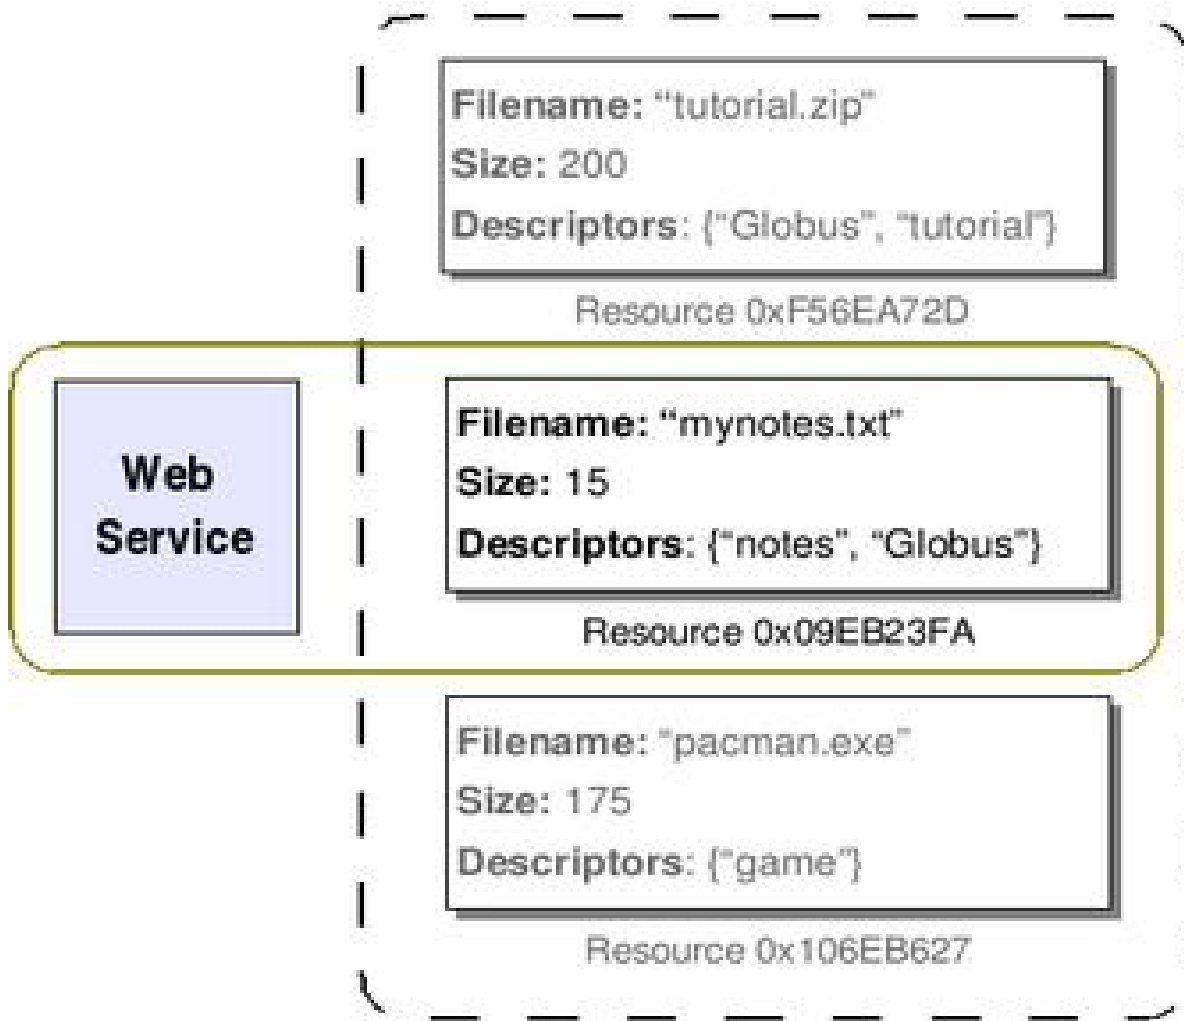 Filename: “tutorial.zip”
Size: 200
Descriptors: {“Globus”, “tutorial”}
Resource 0xF56EA72D
Web
Service
Filename: “mynotes.txt”
Size: 15
Descriptors: {“notes”, “Globus”}
Resource 0x09EB23FA
Filename: “pacman.exe”
Size: 175
Descriptors: {“game”}
Resource 0x106EB627